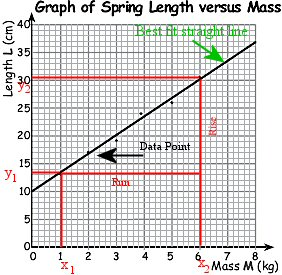 Graph of Spring Length versus Mass
Length L (cm)
40
35
30
25
20
15
10
5
0
Best fit straight line
y2
y1
Data Point
Rise
Run
0 1 2 3 4 5 6 7 8
x1
x2
Mass M (kg)